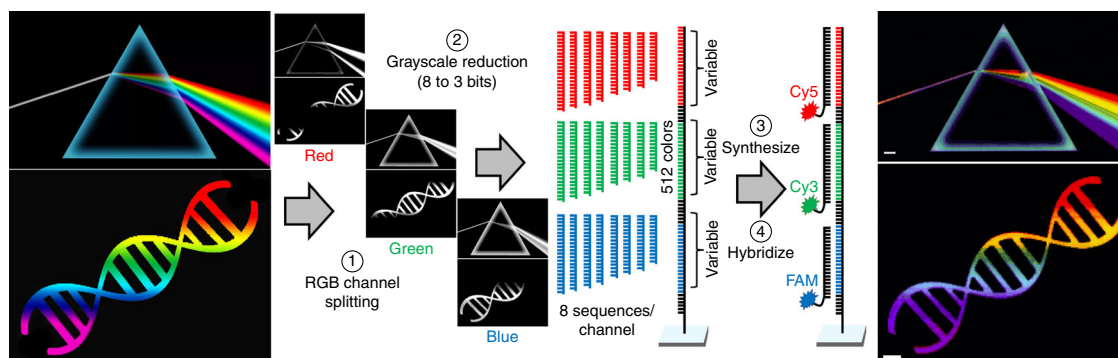 Red
①
RGB channel
splitting
Green
②
Grayscale reduction
(8 to 3 bits)
Blue
8 sequences/
channel
512 colors
Variable
Variable
Variable
③
Synthesize
④
Hybridize
Cy5
Cy3
FAM